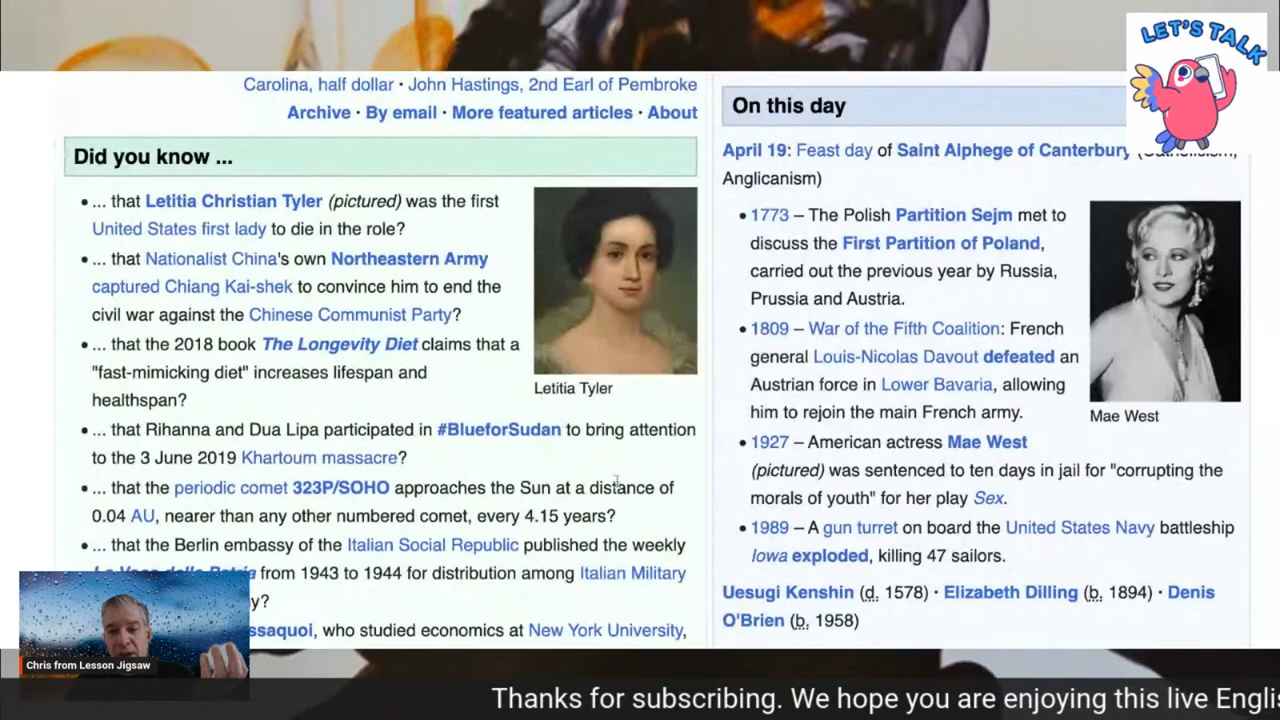 LET'S TALK
Carolina, half dollar · John Hastings, 2nd Earl of Pembroke
Archive · By email · More featured articles · About
Did you know ...
... that Letitia Christian Tyler (pictured) was the first
United States first lady to die in the role?
... that Nationalist China's own Northeastern Army
captured Chiang Kai-shek to convince him to end the
civil war against the Chinese Communist Party?
... that the 2018 book The Longevity Diet claims that a
"fast-mimicking diet" increases lifespan and
healthspan?
Letitia Tyler
... that Rihanna and Dua Lipa participated in #BlueforSudan to bring attention
to the 3 June 2019 Khartoum massacre?
... that the periodic comet 323P/SOHO approaches the Sun at a distance of
0.04 AU, nearer than any other numbered comet, every 4.15 years?
... that the Berlin embassy of the Italian Social Republic published the weekly
from 1943 to 1944 for distribution among Italian Military
y?
ssaquoi, who studied economics at New York University,
On this day
April 19: Feast day of Saint Alphege of Canterbury (Catholicism,
Anglicanism)
1773 – The Polish Partition Sejm met to
discuss the First Partition of Poland,
carried out the previous year by Russia,
Prussia and Austria.
1809 – War of the Fifth Coalition: French
general Louis-Nicolas Davout defeated an
Austrian force in Lower Bavaria, allowing
him to rejoin the main French army.
Mae West
1927 – American actress Mae West
(pictured) was sentenced to ten days in jail for "corrupting the
morals of youth" for her play Sex.
1989 – A gun turret on board the United States Navy battleship
Iowa exploded, killing 47 sailors.
Uesugi Kenshin (d. 1578) · Elizabeth Dilling (b. 1894) · Denis
O'Brien (b. 1958)
Chris from Lesson Jigsaw
Thanks for subscribing. We hope you are enjoying this live Englis